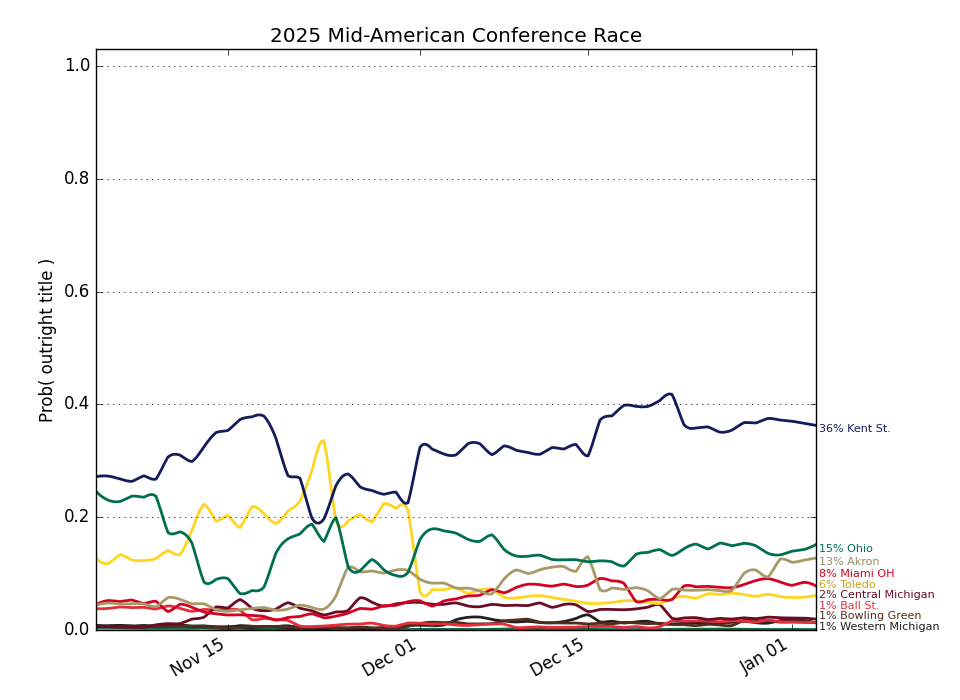 2025 Mid-American Conference Race
Prob( outright title )
1.0
0.8
0.6
0.4
0.2
0.0
Nov 15
Dec 01
Dec 15
Jan 01
36% Kent St.
15% Ohio
13% Akron
8% Miami OH
6% Toledo
2% Central Michigan
1% Ball St.
1% Bowling Green
1% Western Michigan